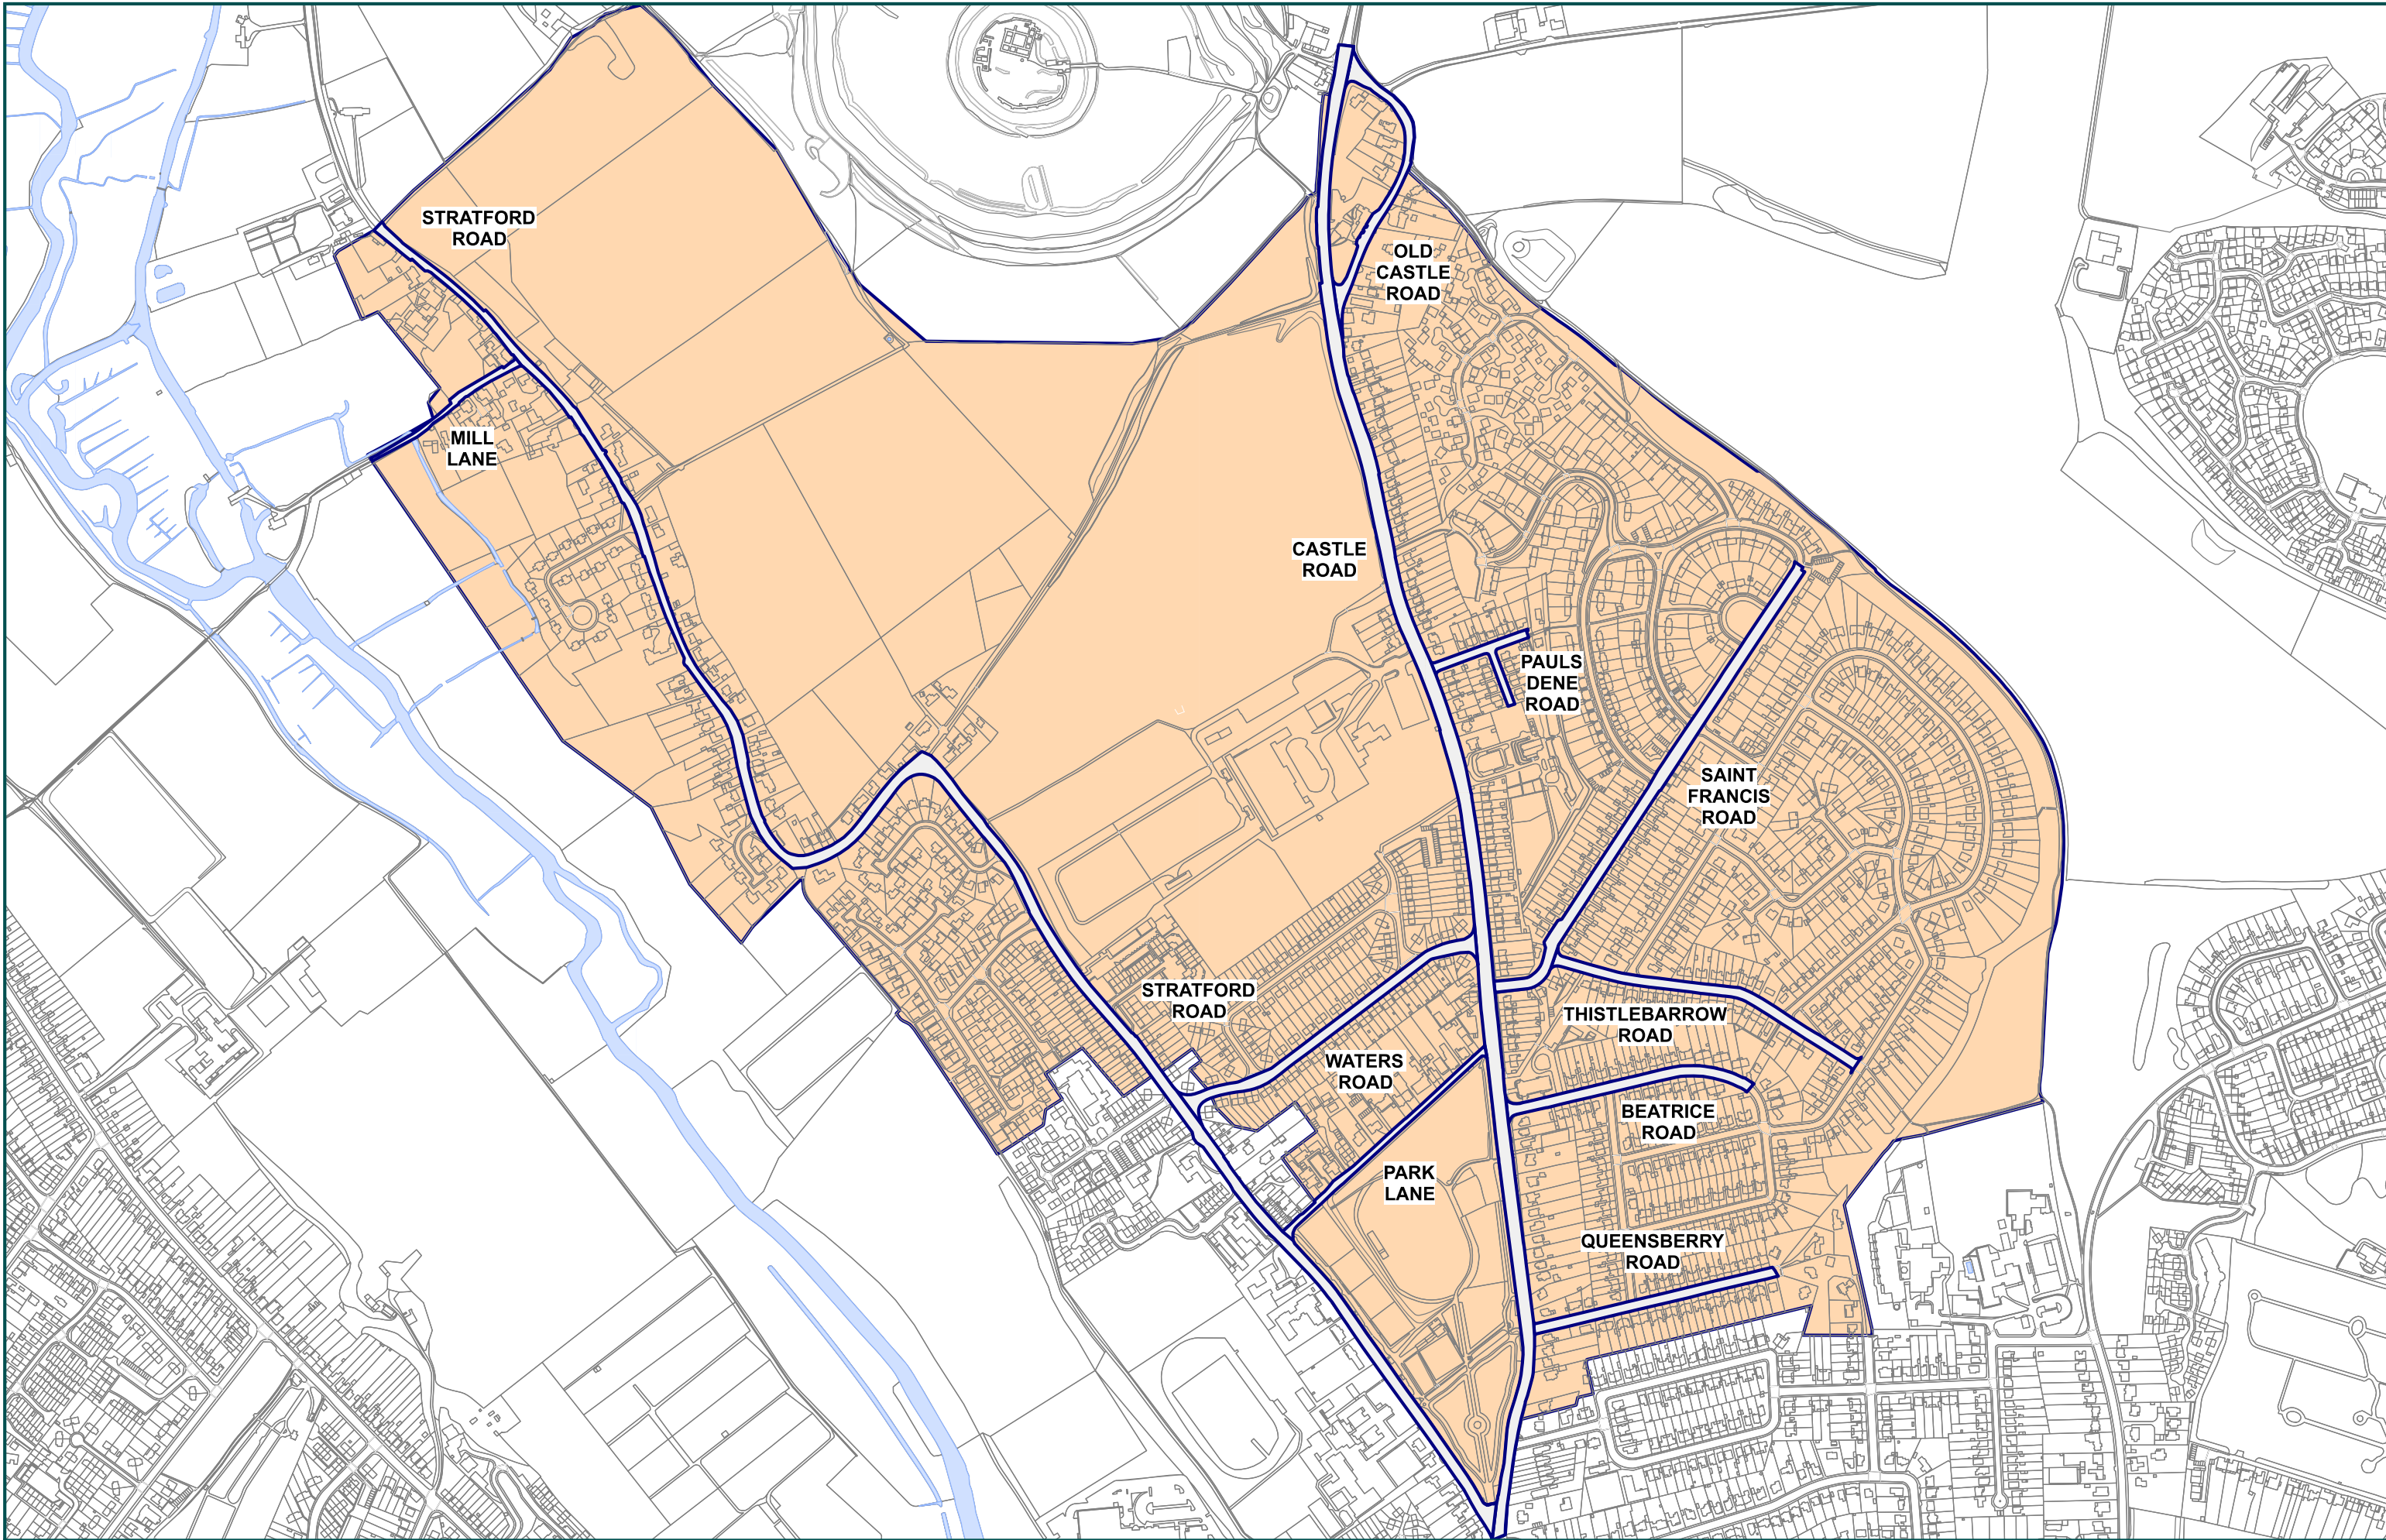 STRATFORD
ROAD
OLD
CASTLE
ROAD
MILL
LANE
CASTLE
ROAD
PAULS
DENE
ROAD
SAINT
FRANCIS
ROAD
STRATFORD
ROAD
THISTLEBARROW
ROAD
WATERS
ROAD
BEATRICE
ROAD
PARK
LANE
QUEENSBERRY
ROAD